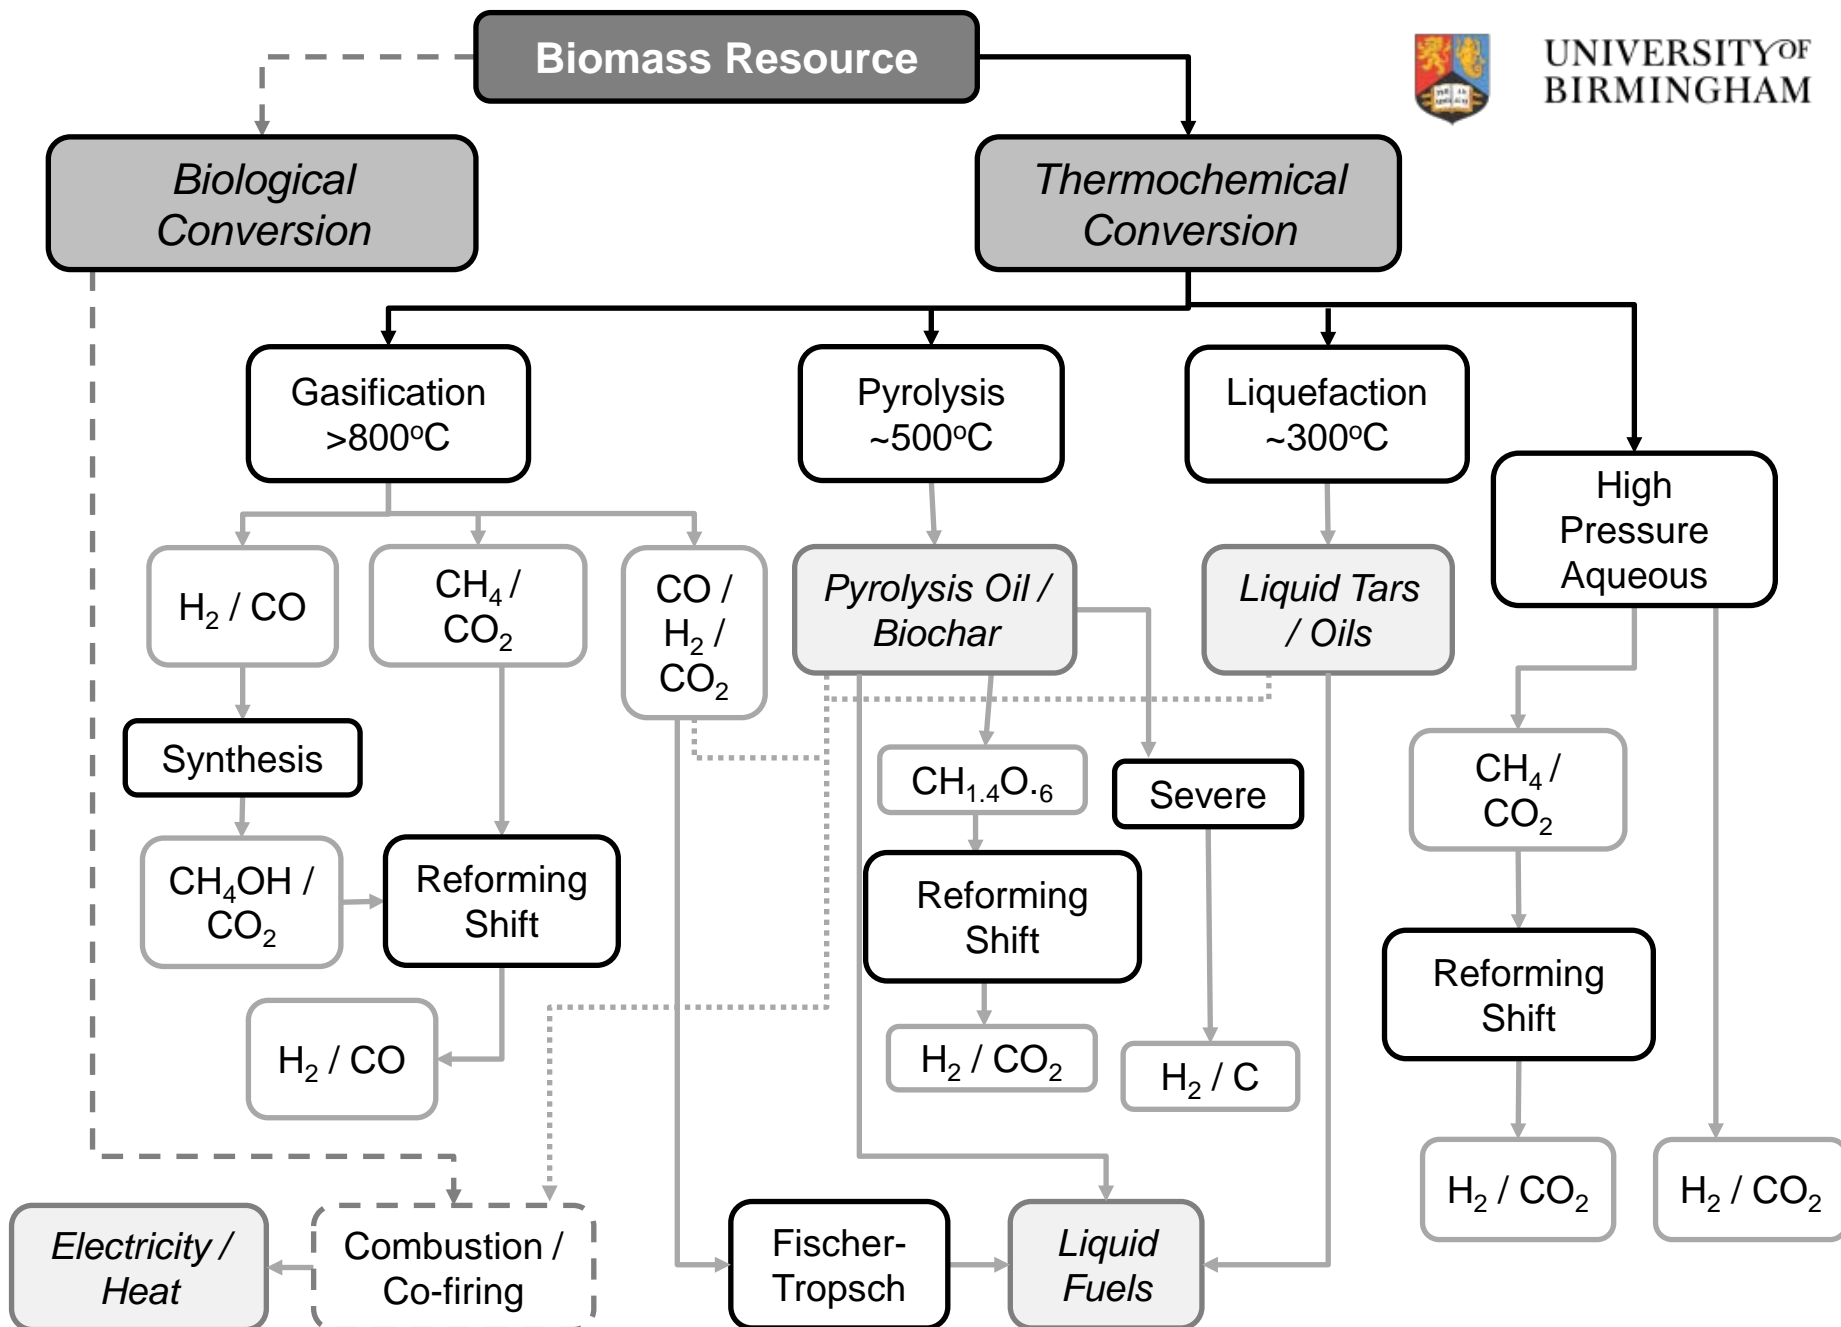 Biomass Resource
UNIVERSITY OF
BIRMINGHAM
Biological
Conversion
Thermochemical
Conversion
Gasification
>800ºC
Pyrolysis
~500ºC
Liquefaction
~300ºC
High
Pressure
Aqueous
H₂ / CO
CH₄ /
CO₂
CO /
H₂ /
CO₂
Pyrolysis Oil /
Biochar
Liquid Tars
/ Oils
Synthesis
CH₁.₄O.₆
Severe
CH₄ /
CO₂
CH₄OH /
CO₂
Reforming
Shift
Reforming
Shift
Reforming
Shift
H₂ / CO
H₂ / CO₂
H₂ / C
H₂ / CO₂
H₂ / CO₂
Electricity /
Heat
Combustion /
Co-firing
Fischer-
Tropsch
Liquid
Fuels